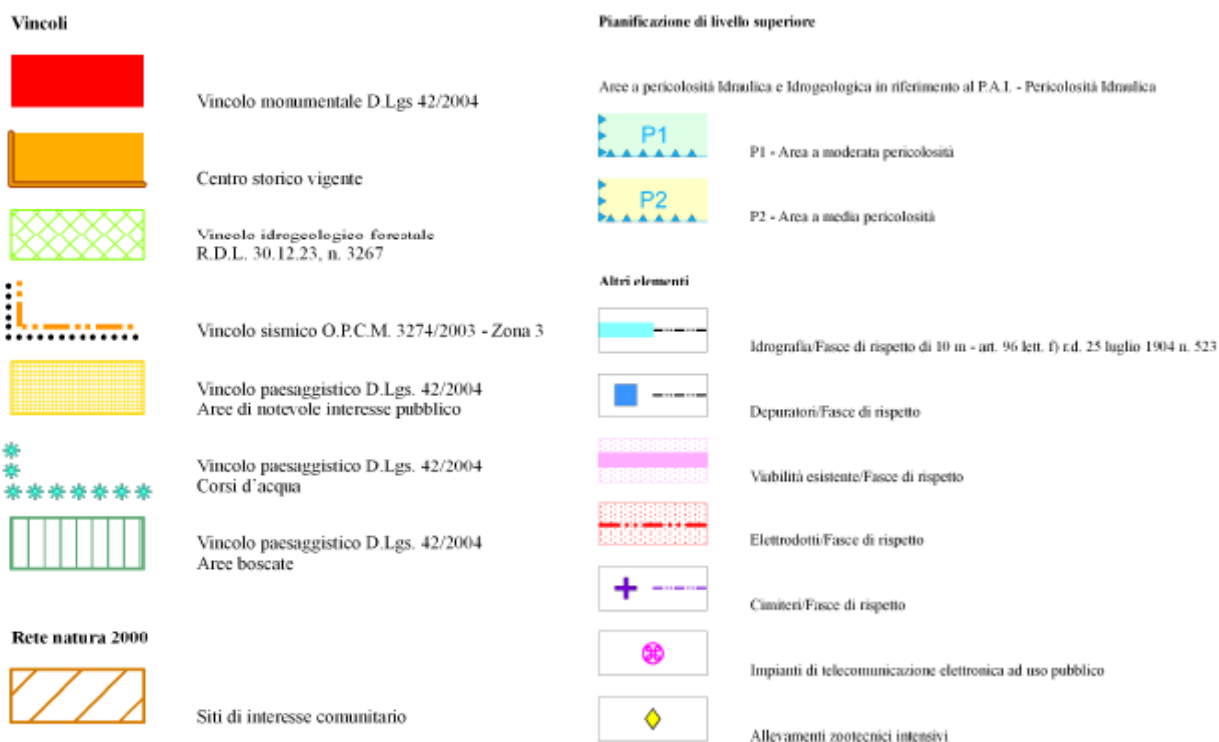 Vincoli
Vincolo monumentale D.Lgs 42/2004
Centro storico vigente
Vincolo idrogeologico forestale
R.D.L. 30.12.23, n. 3267
Vincolo sismico O.P.C.M. 3274/2003 - Zona 3
Vincolo paesaggistico D.Lgs. 42/2004
Aree di notevole interesse pubblico
Vincolo paesaggistico D.Lgs. 42/2004
Corsi d'acqua
Vincolo paesaggistico D.Lgs. 42/2004
Aree boscate
Rete natura 2000
Siti di interesse comunitario
Pianificazione di livello superiore
Aree a pericolosità Idraulica e Idrogeologica in riferimento al P.A.I. - Pericolosità Idraulica
P1
P1 - Area a moderata pericolosità
P2
P2 - Area a media pericolosità
Altri elementi
Idrografia/Fasce di rispetto di 10 m - art. 96 lett. f) r.d. 25 luglio 1904 n. 523
Depuratori/Fasce di rispetto
Viabilità esistente/Fasce di rispetto
Elettrodotti/Fasce di rispetto
Cimiteri/Fasce di rispetto
Impianti di telecomunicazione elettronica ad uso pubblico
Allevamenti zootecnici intensivi